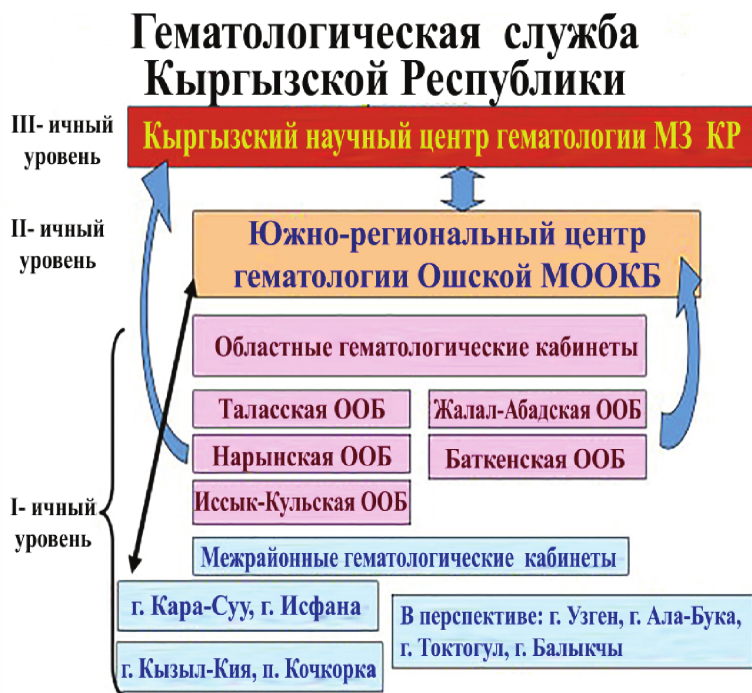 Гематологическая служба
Кыргызской Республики
III- ичный
уровень
Кыргызский научный центр гематологии МЗ КР
II- ичный
уровень
Южно-региональный центр
гематологии Ошской МООКБ
Областные гематологические кабинеты
Таласская ООБ
Жалал-Абадская ООБ
Нарынская ООБ
Баткенская ООБ
Иссык-Кульская ООБ
I- ичный
уровень
Межрайонные гематологические кабинеты
г. Кара-Суу, г. Исфана
В перспективе: г. Узген, г. Ала-Бука,
г. Токтогул, г. Балыкчы
г. Кызыл-Кия, п. Кочкорка